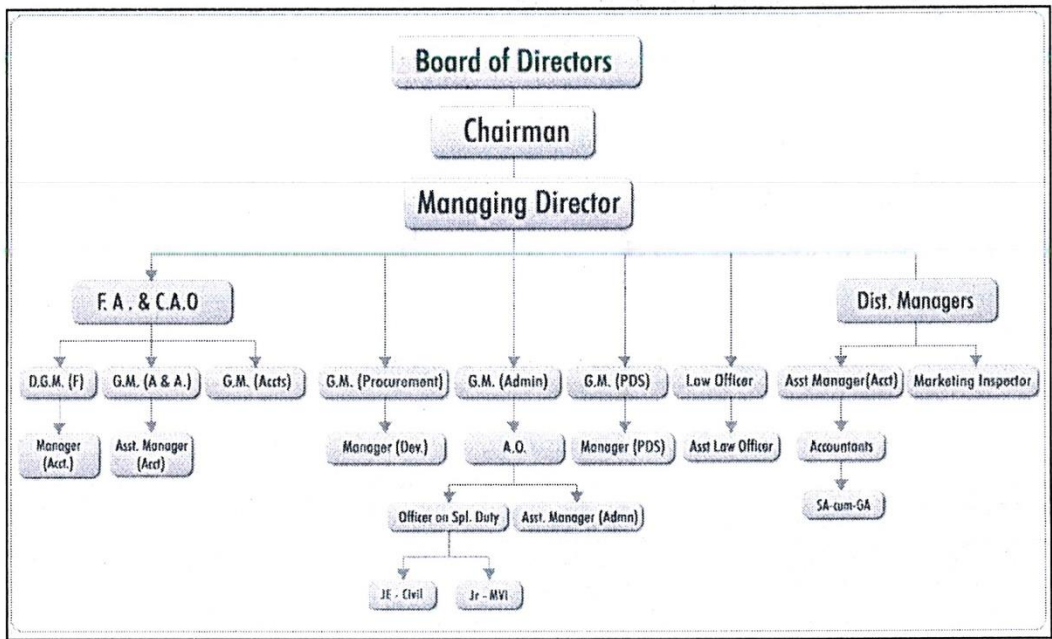 Board of Directors
Chairman
Managing Director
F. A . & C.A.O
Dist. Managers
D.G.M. (F)
G.M. (A & A.)
G.M. (Accts)
G.M. (Procurement)
G.M. (Admin)
G.M. (PDS)
Law Officer
Asst Manager(Acct)
Marketing Inspector
Manager
(Acct.)
Asst. Manager
(Acct)
Manager (Dev.)
A.O.
Manager (PDS)
Asst Law Officer
Accountants
SA-cum-GA
Officer on Spl. Duty
Asst. Manager (Admn)
JE - Civil
Jr - MVI